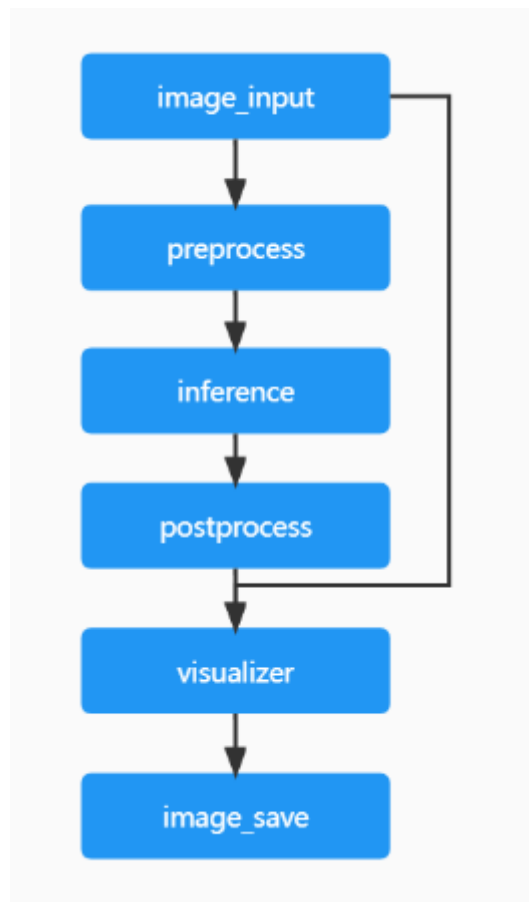 image_input
preprocess
inference
postprocess
visualizer
image_save